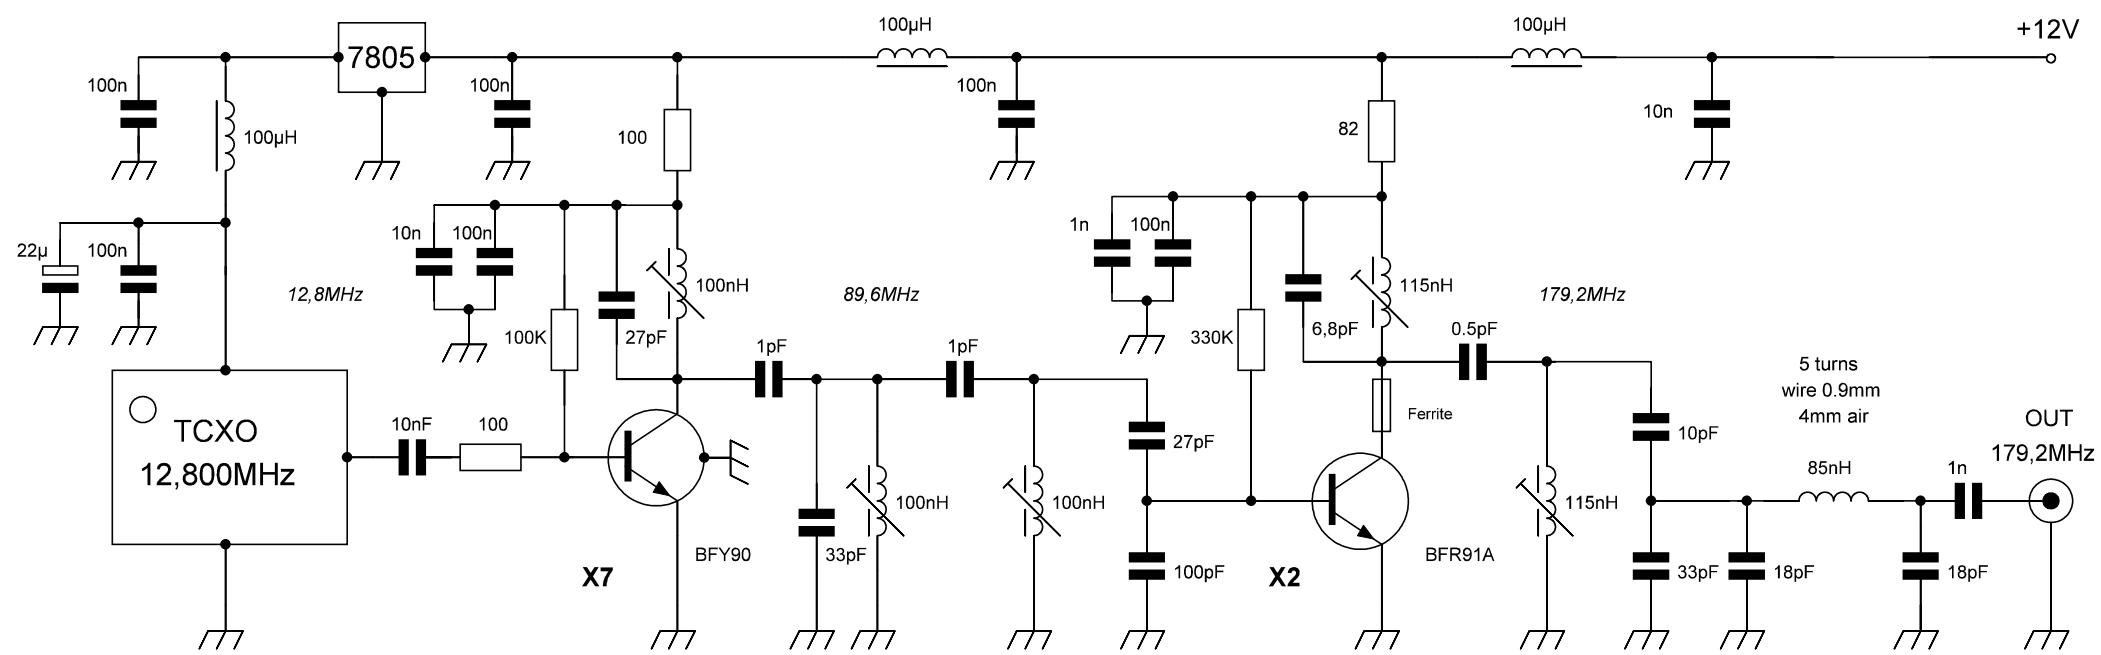 100µH
100µH
+12V
7805
100n
100n
100n
10n
100µH
100
82
22µ
100n
10n
100n
1n
100n
12,8MHz
100nH
89,6MHz
115nH
179,2MHz
100K
27pF
330K
6,8pF
0.5pF
1pF
1pF
5 turns
wire 0.9mm
4mm air
TCXO
12,800MHz
10nF
100
27pF
Ferrite
10pF
OUT
179,2MHz
85nH
1n
100nH
100nH
115nH
33pF
BFY90
X7
100pF
BFR91A
X2
33pF
18pF
18pF